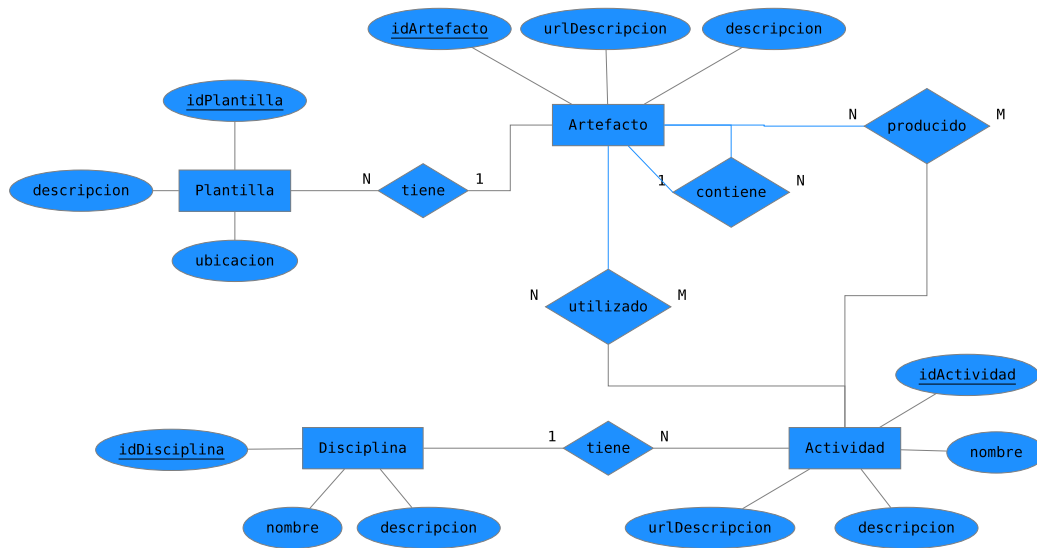 idArtefacto
urlDescripcion
descripcion
idPlantilla
Artefacto
N
producido
M
descripcion
Plantilla
N
tiene
1
1
contiene
N
ubicacion
N
utilizado
M
idActividad
idDisciplina
Disciplina
1
tiene
N
Actividad
nombre
nombre
descripcion
urlDescripcion
descripcion